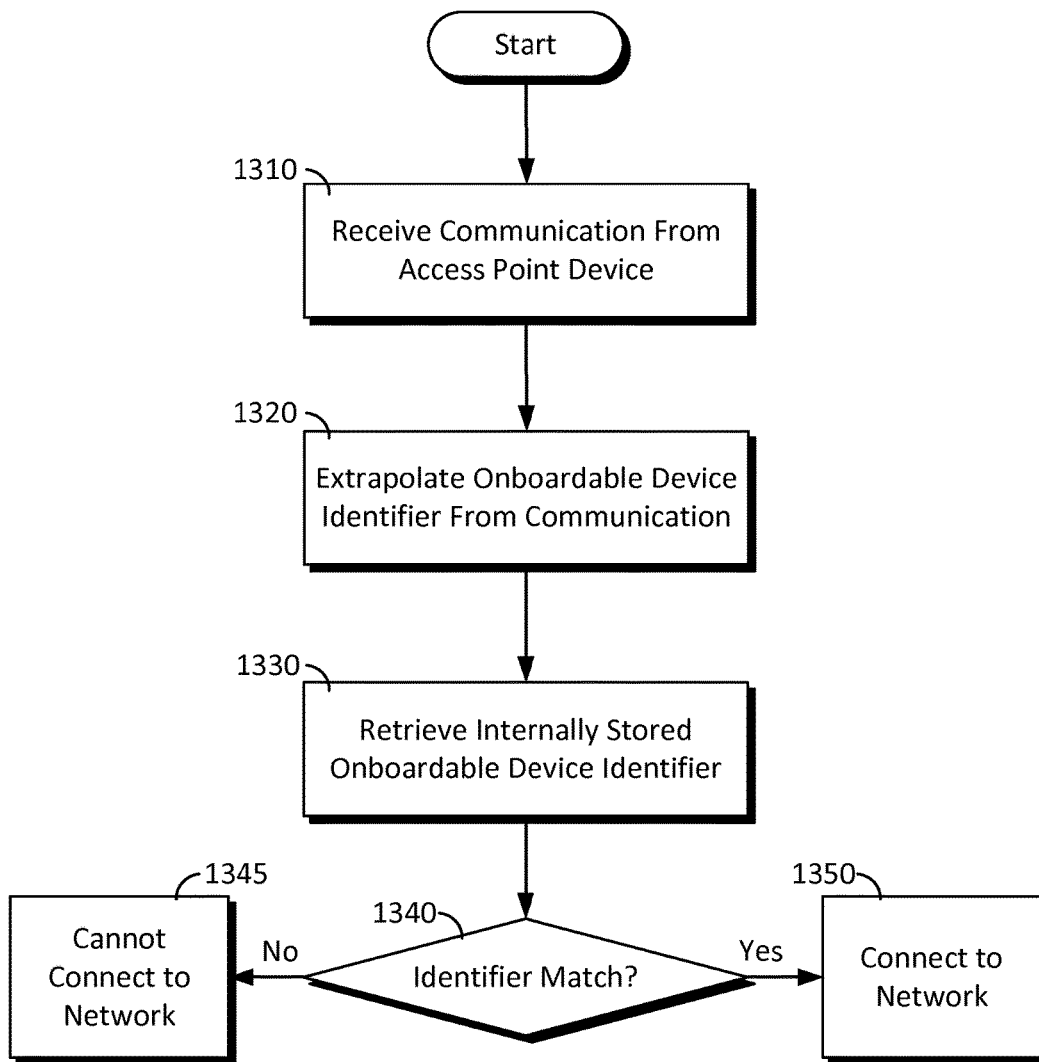 Start
1310
Receive Communication From
Access Point Device
1320
Extrapolate Onboardable Device
Identifier From Communication
1330
Retrieve Internally Stored
Onboardable Device Identifier
1345
Cannot
Connect to
Network
No
1340
Identifier Match?
Yes
1350
Connect to
Network